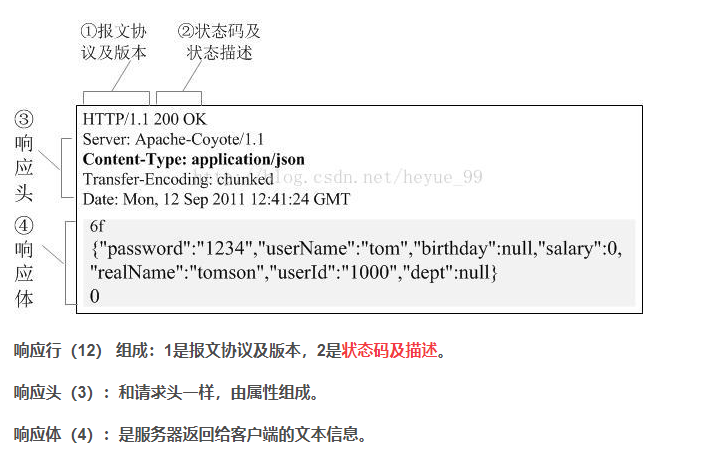 ①报文协
议及版本
②状态码及
状态描述
③
响
应
头
HTTP/1.1 200 OK
Server: Apache-Coyote/1.1
Content-Type: application/json
Transfer-Encoding: chunked
Date: Mon, 12 Sep 2011 12:41:24 GMT
http://blog.csdn.net/heyue_99
④
响
应
体
6f
{"password":"1234","userName":"tom","birthday":null,"salary":0,
"realName":"tomson","userId":"1000","dept":null}
0
响应行（12） 组成：1是报文协议及版本，2是状态码及描述。
响应头（3）：和请求头一样，由属性组成。
响应体（4）：是服务器返回给客户端的文本信息。